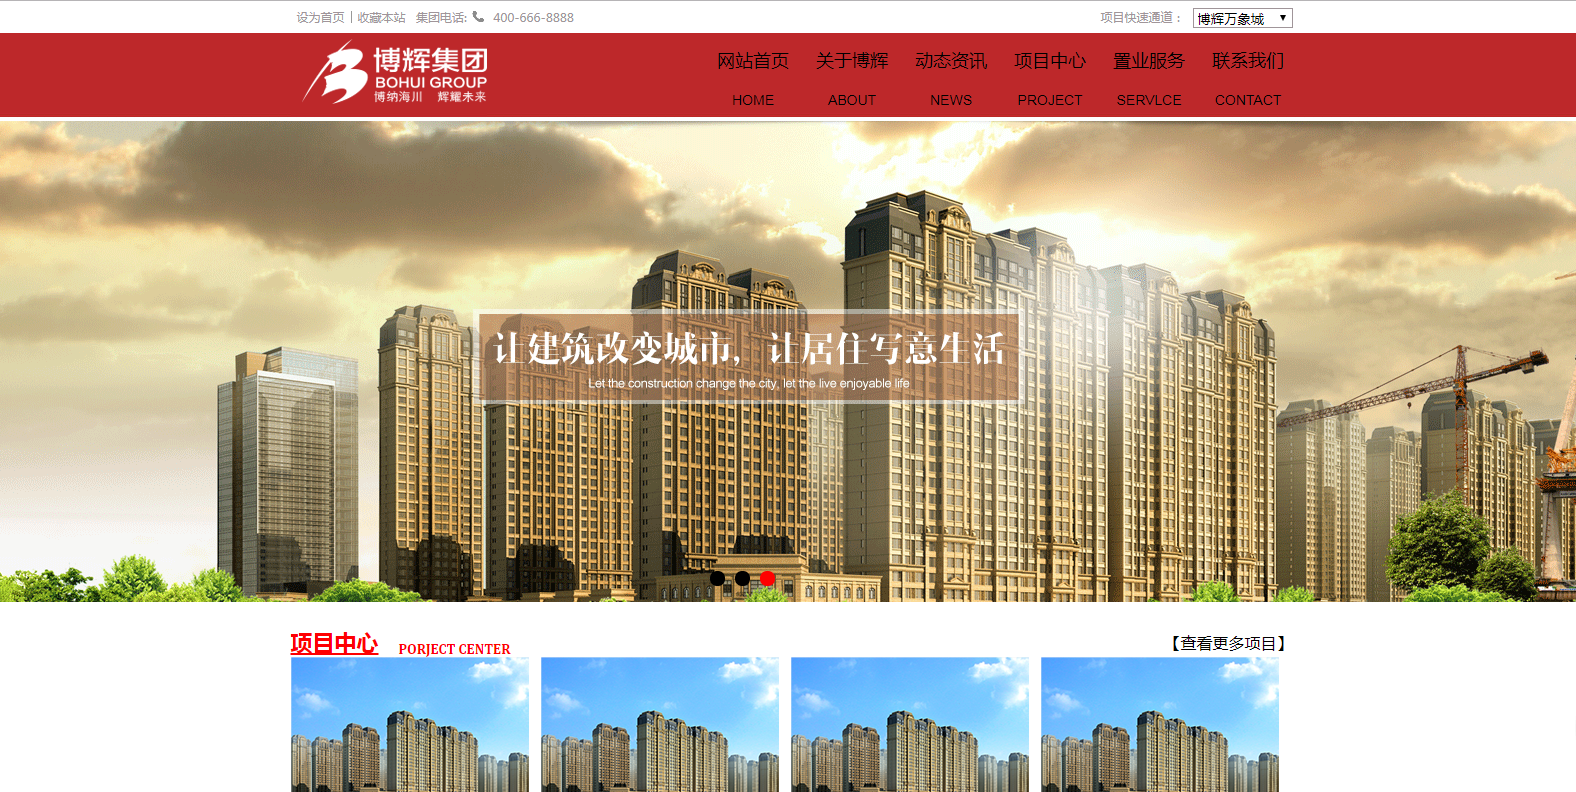 设为首页 | 收藏本站 集团电话: 400-666-8888
项目快速通道： 博辉万象城
博辉集团
BOHUI GROUP
博纳海川 辉耀未来
网站首页 关于博辉 动态资讯 项目中心 置业服务 联系我们
HOME ABOUT NEWS PROJECT SERVLCE CONTACT
让建筑改变城市，让居住写意生活
Let the construction change the city, let the live enjoyable life
项目中心 PORJECT CENTER
【查看更多项目】